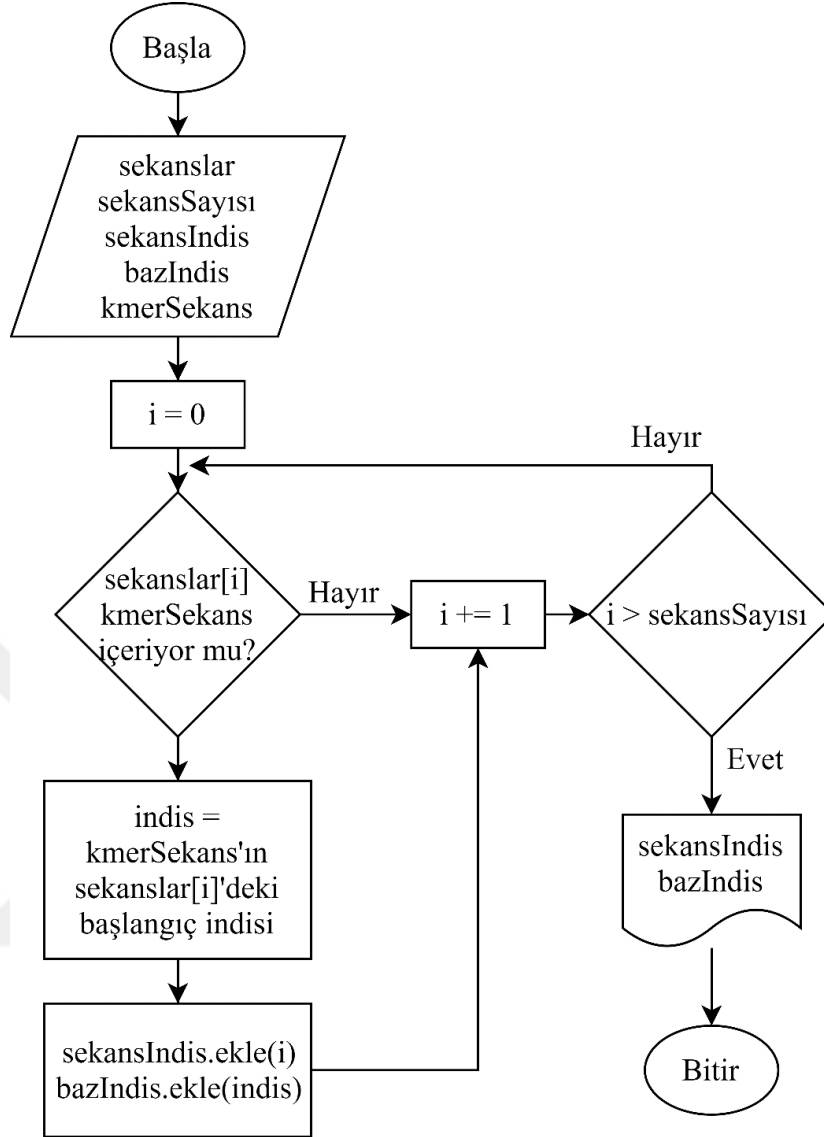 Başla
sekanslar
sekansSayısı
sekansIndis
bazIndis
kmerSekans
i = 0
Hayır
sekanslar[i]
kmerSekans
içeriyor mu?
Hayır
i += 1
i > sekansSayısı
Evet
indis =
kmerSekans'ın
sekanslar[i]'deki
başlangıç indisi
sekansIndis
bazIndis
sekansIndis.ekle(i)
bazIndis.ekle(indis)
Bitir